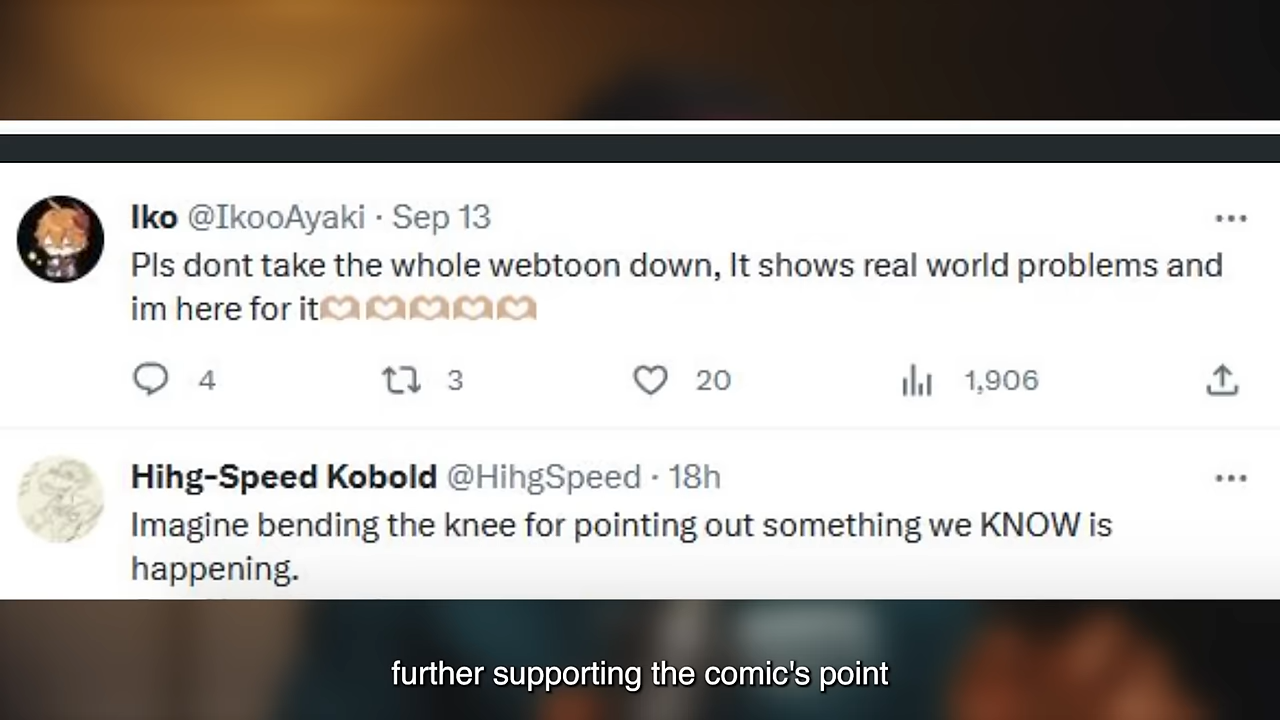 Iko @IkooAyaki · Sep 13
Pls dont take the whole webtoon down, It shows real world problems and
im here for it🫶🏼🫶🏼🫶🏼🫶🏼🫶🏼
4 3 20 1,906
Hihg-Speed Kobold @HihgSpeed · 18h
Imagine bending the knee for pointing out something we KNOW is
happening.
further supporting the comic's point